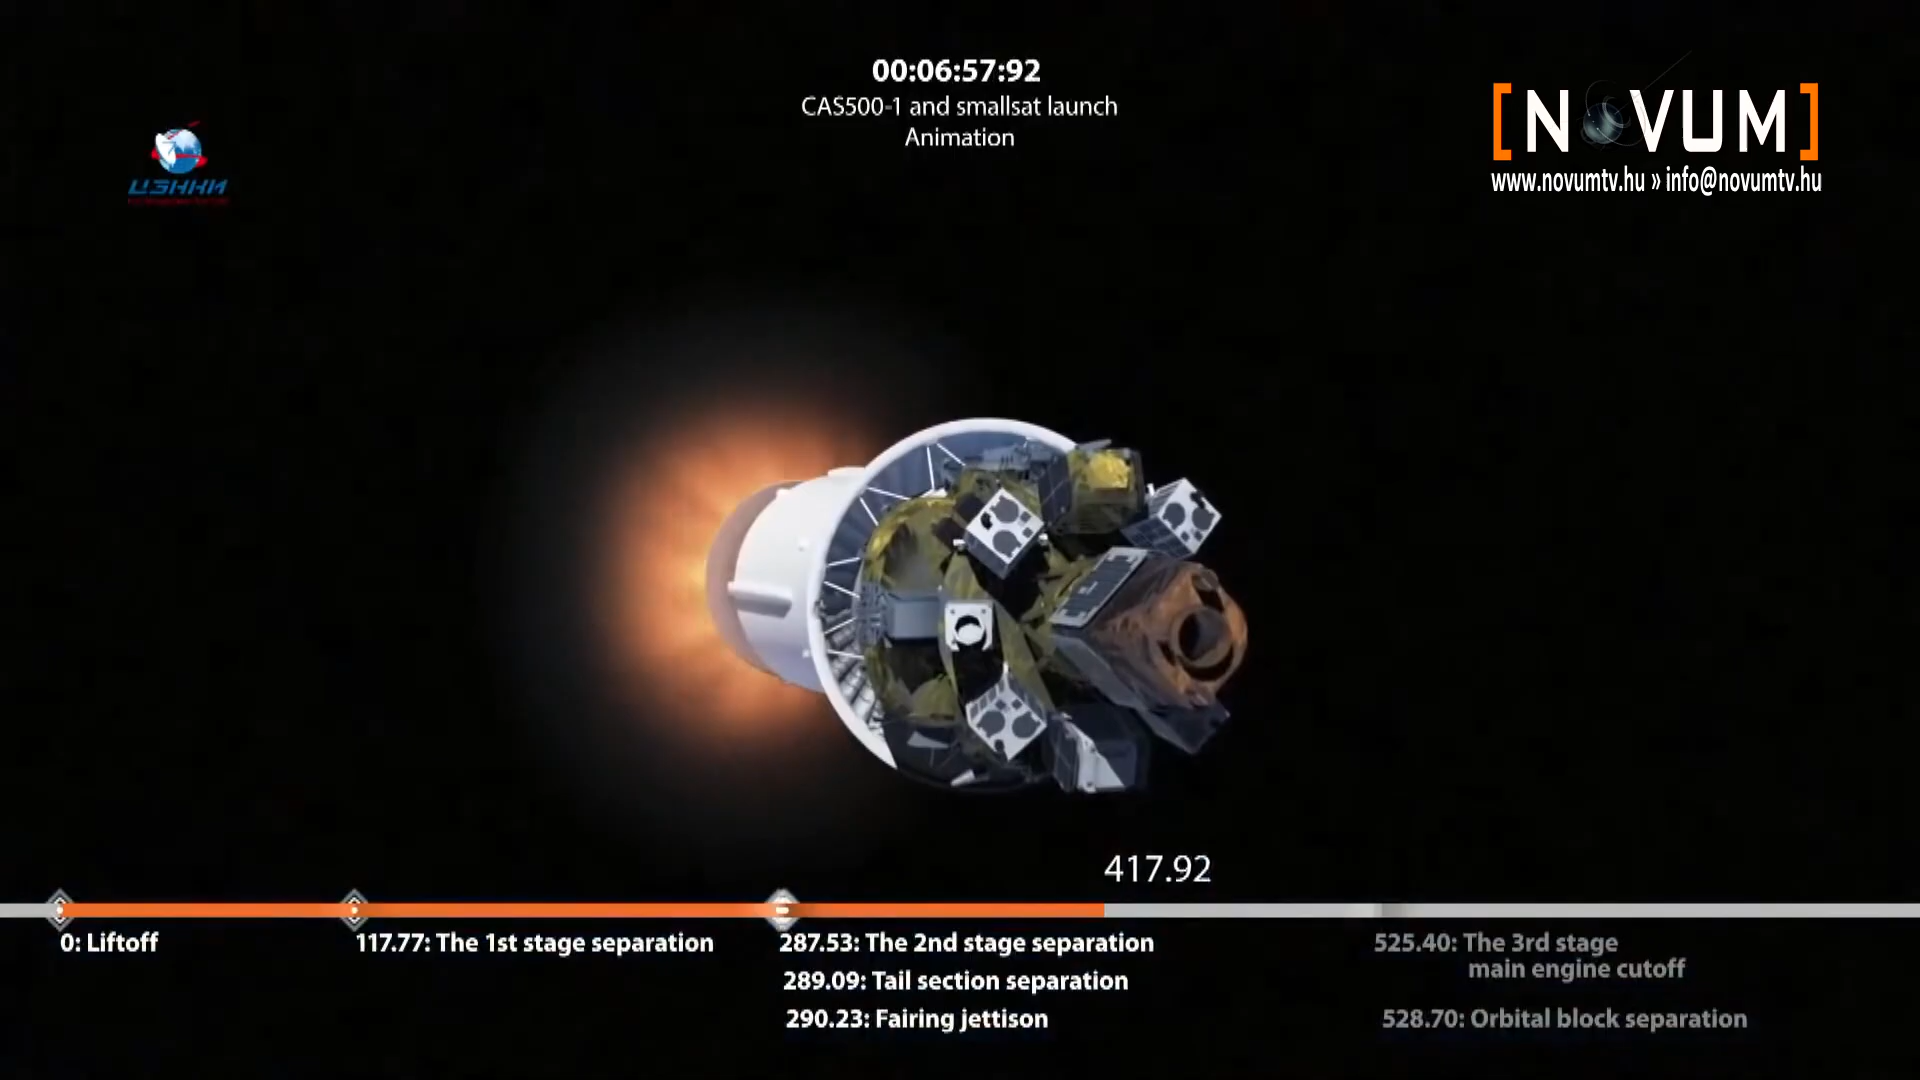 00:06:57:92
CAS500-1 and smallsat launch
Animation
[NOVUM]
www.novumtv.hu » info@novumtv.hu
ЦЭНКИ
417.92
0: Liftoff
117.77: The 1st stage separation
287.53: The 2nd stage separation
289.09: Tail section separation
290.23: Fairing jettison
525.40: The 3rd stage
main engine cutoff
528.70: Orbital block separation